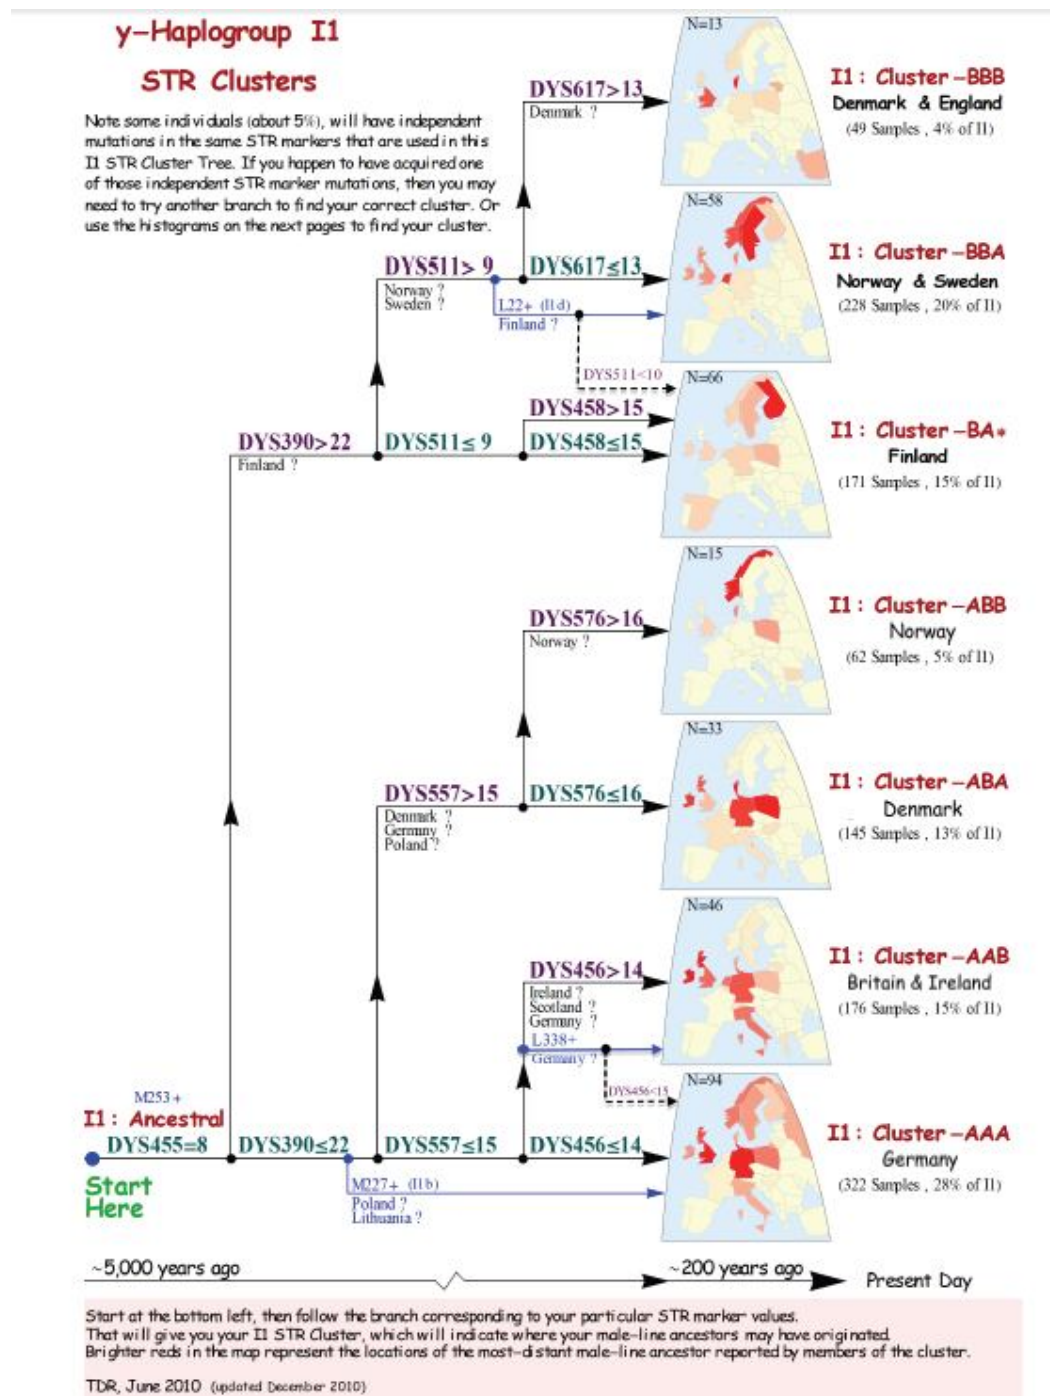 y-Haplogroup I1
STR Clusters
Note some individuals (about 5%), will have independent
mutations in the same STR markers that are used in this
I1 STR Cluster Tree. If you happen to have acquired one
of those independent STR marker mutations, then you may
need to try another branch to find your correct cluster. Or
use the histograms on the next pages to find your cluster.
N=13
DYS617>13
Denmark ?
I1: Cluster-BBB
Denmark & England
(49 Samples, 4% of I1)
N=58
DYS511> 9
Norway ?
Sweden ?
DYS617≤13
L22+ (I1d)
Finland ?
I1: Cluster-BBA
Norway & Sweden
(228 Samples, 20% of I1)
DYS511<10
N=66
DYS458>15
DYS390>22
Finland ?
DYS511≤ 9
DYS458≤15
I1: Cluster-BA*
Finland
(171 Samples, 15% of I1)
N=15
DYS576>16
Norway ?
I1: Cluster-ABB
Norway
(62 Samples, 5% of I1)
N=33
DYS557>15
Denmark ?
Germany ?
Poland ?
DYS576≤16
I1: Cluster-ABA
Denmark
(145 Samples, 13% of I1)
N=46
DYS456>14
Ireland ?
Scotland ?
Germany ?
L338+
Germany ?
I1: Cluster-AAB
Britain & Ireland
(176 Samples, 15% of I1)
DYS456<15
N=94
M253+
I1: Ancestral
DYS455=8
DYS390≤22
DYS557≤15
DYS456≤14
I1: Cluster-AAA
Germany
(322 Samples, 28% of I1)
Start
Here
M227+ (I1b)
Poland ?
Lithuania ?
~5,000 years ago
~200 years ago
Present Day
Start at the bottom left, then follow the branch corresponding to your particular STR marker values.
That will give you your I1 STR Cluster, which will indicate where your male-line ancestors may have originated.
Brighter reds in the map represent the locations of the most-distant male-line ancestor reported by members of the cluster.
TDR, June 2010 (updated December 2010)